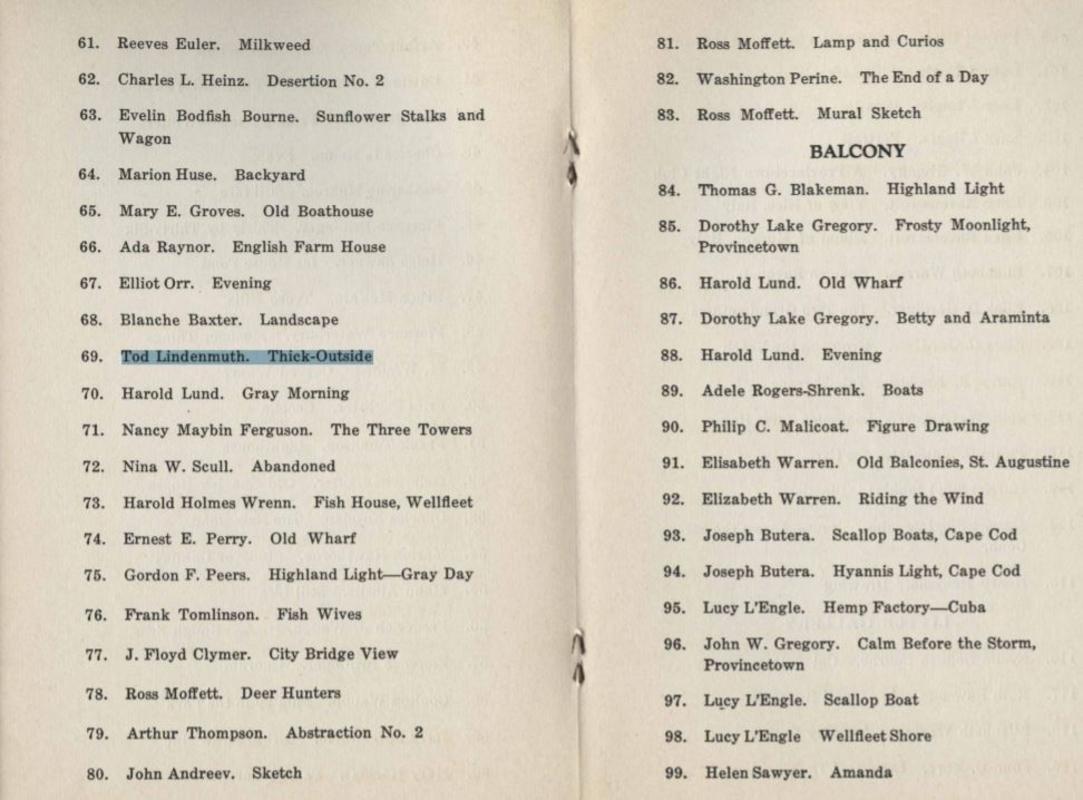 61. Reeves Euler. Milkweed
62. Charles L. Heinz. Desertion No. 2
63. Evelin Bodfish Bourne. Sunflower Stalks and
Wagon
64. Marion Huse. Backyard
65. Mary E. Groves. Old Boathouse
66. Ada Raynor. English Farm House
67. Elliot Orr. Evening
68. Blanche Baxter. Landscape
69. Tod Lindenmuth. Thick-Outside
70. Harold Lund. Gray Morning
71. Nancy Maybin Ferguson. The Three Towers
72. Nina W. Scull. Abandoned
73. Harold Holmes Wrenn. Fish House, Wellfleet
74. Ernest E. Perry. Old Wharf
75. Gordon F. Peers. Highland Light—Gray Day
76. Frank Tomlinson. Fish Wives
77. J. Floyd Clymer. City Bridge View
78. Ross Moffett. Deer Hunters
79. Arthur Thompson. Abstraction No. 2
80. John Andreev. Sketch
81. Ross Moffett. Lamp and Curios
82. Washington Perine. The End of a Day
83. Ross Moffett. Mural Sketch
BALCONY
84. Thomas G. Blakeman. Highland Light
85. Dorothy Lake Gregory. Frosty Moonlight,
Provincetown
86. Harold Lund. Old Wharf
87. Dorothy Lake Gregory. Betty and Araminta
88. Harold Lund. Evening
89. Adele Rogers-Shrenk. Boats
90. Philip C. Malicoat. Figure Drawing
91. Elisabeth Warren. Old Balconies, St. Augustine
92. Elizabeth Warren. Riding the Wind
93. Joseph Butera. Scallop Boats, Cape Cod
94. Joseph Butera. Hyannis Light, Cape Cod
95. Lucy L'Engle. Hemp Factory—Cuba
96. John W. Gregory. Calm Before the Storm,
Provincetown
97. Lucy L'Engle. Scallop Boat
98. Lucy L'Engle Wellfleet Shore
99. Helen Sawyer. Amanda